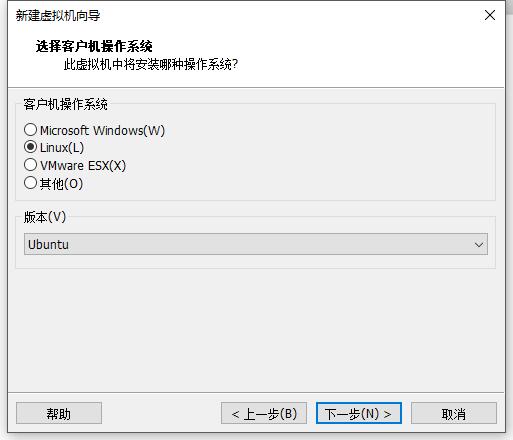 新建虚拟机向导
选择客户机操作系统
此虚拟机中将安装哪种操作系统?
客户机操作系统
Microsoft Windows(W)
Linux(L)
VMware ESX(X)
其他(O)
版本(V)
Ubuntu
帮助
< 上一步(B)
下一步(N) >
取消